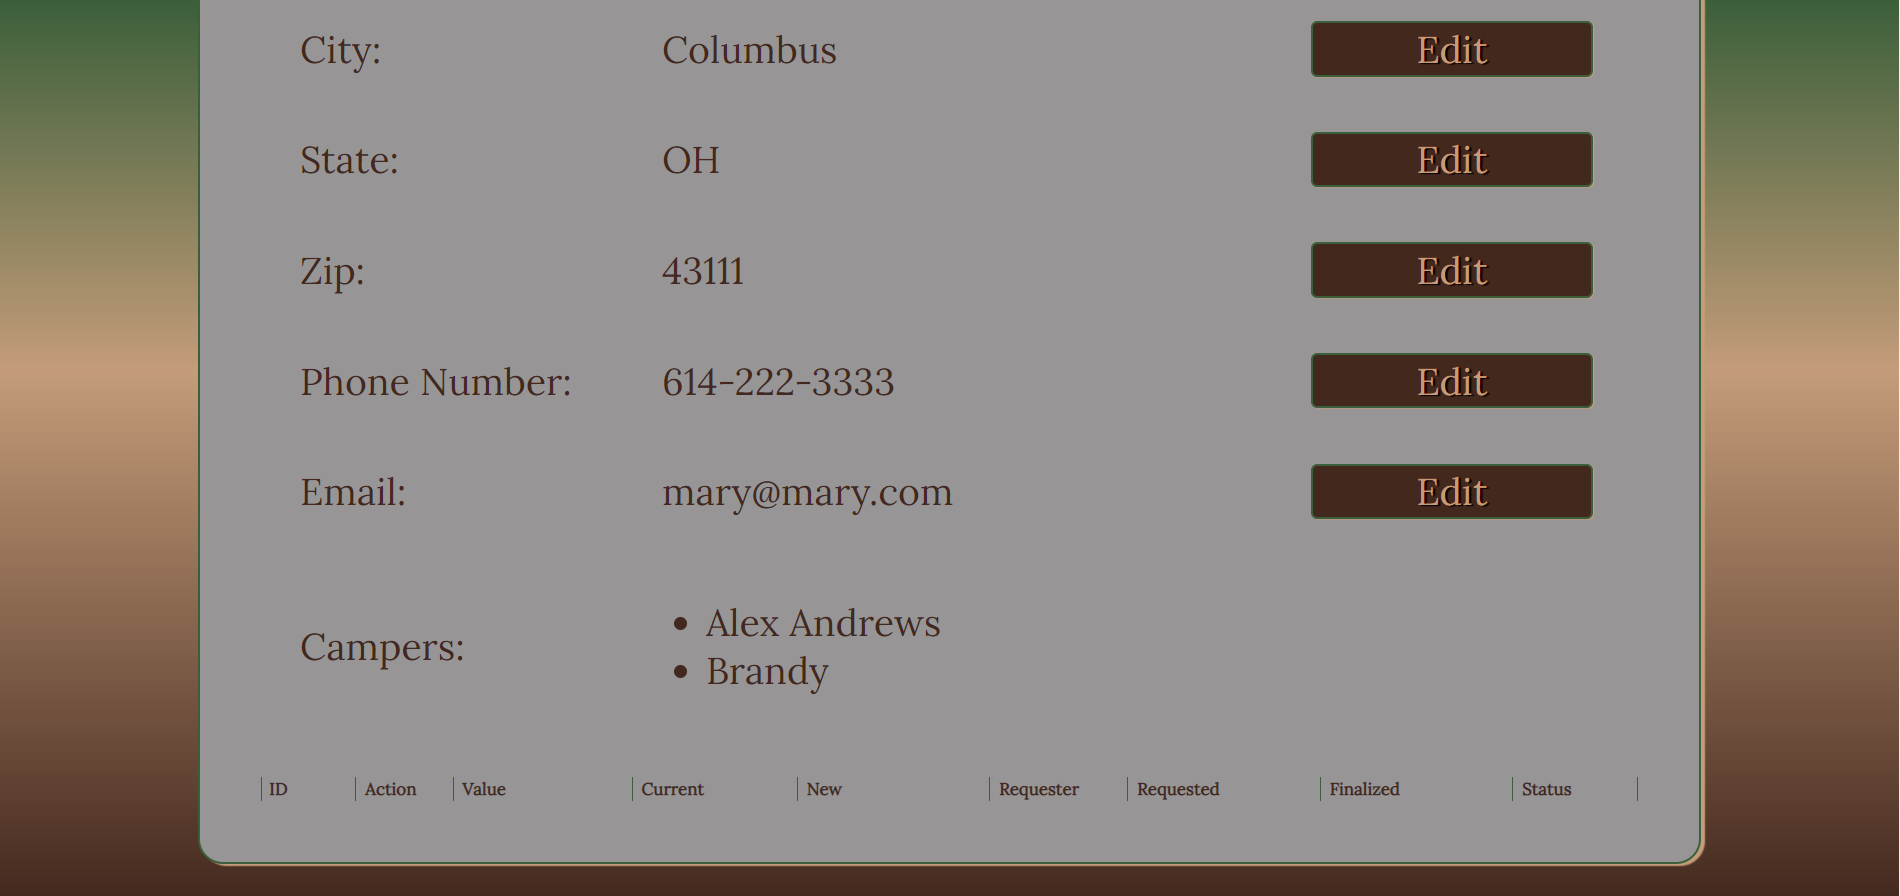 City: Columbus Edit
State: OH Edit
Zip: 43111 Edit
Phone Number: 614-222-3333 Edit
Email: mary@mary.com Edit
Campers:
Alex Andrews
Brandy
ID Action Value Current New Requester Requested Finalized Status